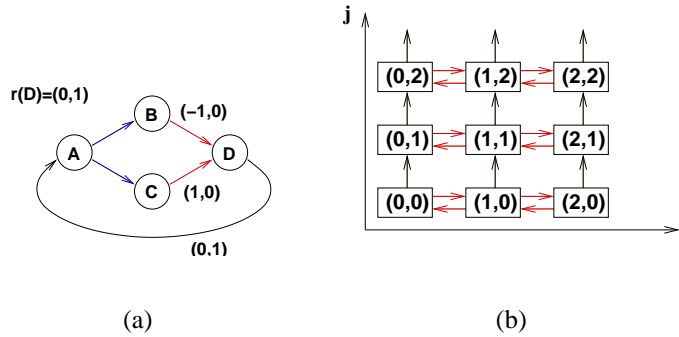 r(D)=(0,1)
B
(−1,0)
A
D
C
(1,0)
(0,1)
(a)
j
(0,2) (1,2) (2,2)
(0,1) (1,1) (2,1)
(0,0) (1,0) (2,0)
(b)